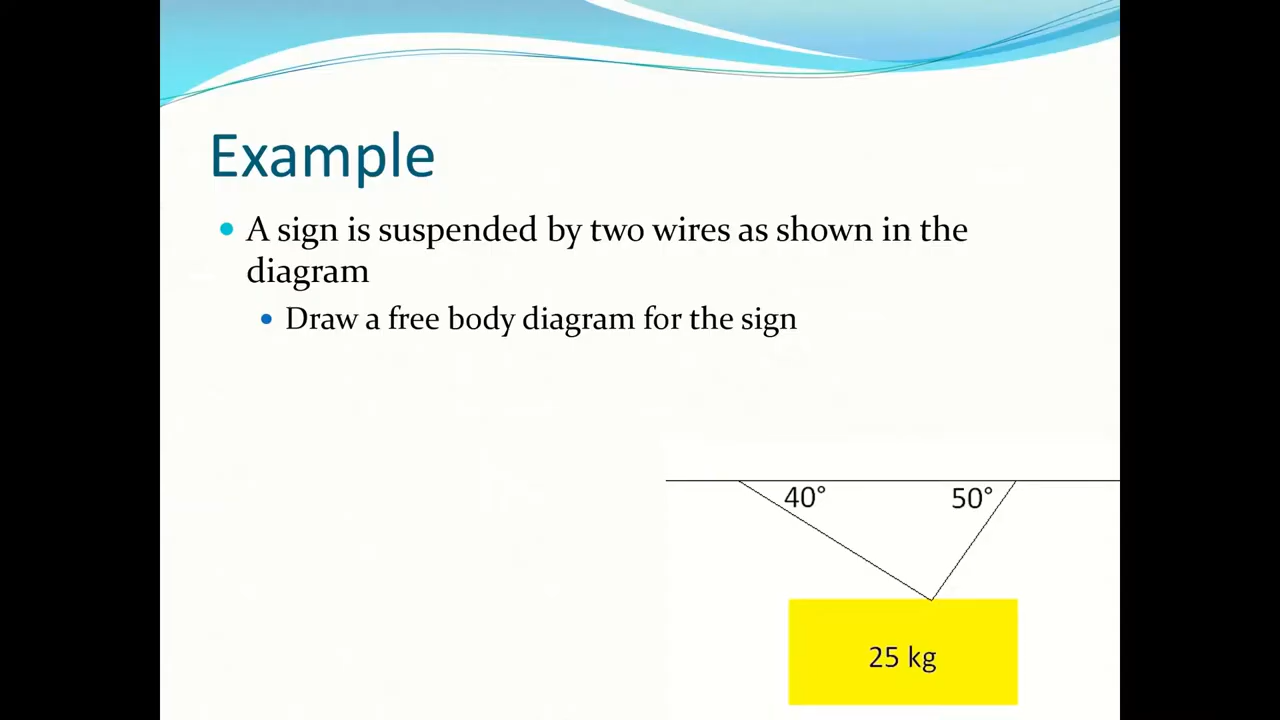 Example
A sign is suspended by two wires as shown in the
diagram
Draw a free body diagram for the sign
40° 50°
25 kg